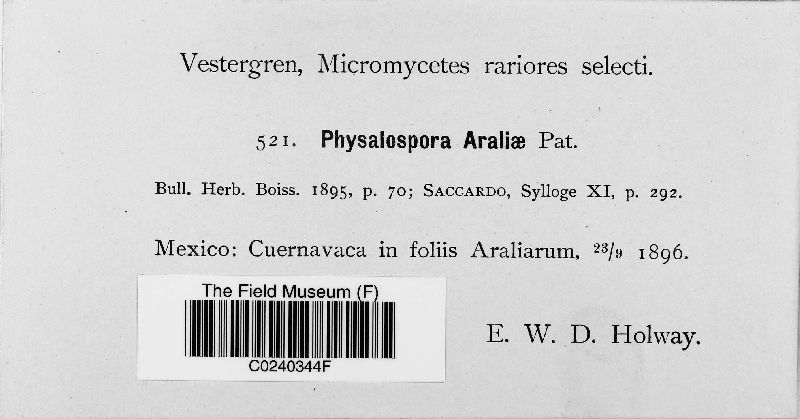 Vestergren, Micromycetes rariores selecti.
521. Physalospora Araliæ Pat.
Bull. Herb. Boiss. 1895, p. 70; SACCARDO, Sylloge XI, p. 292.
Mexico: Cuernavaca in foliis Araliarum, 23/9 1896.
The Field Museum (F)
C0240344F
E. W. D. Holway.